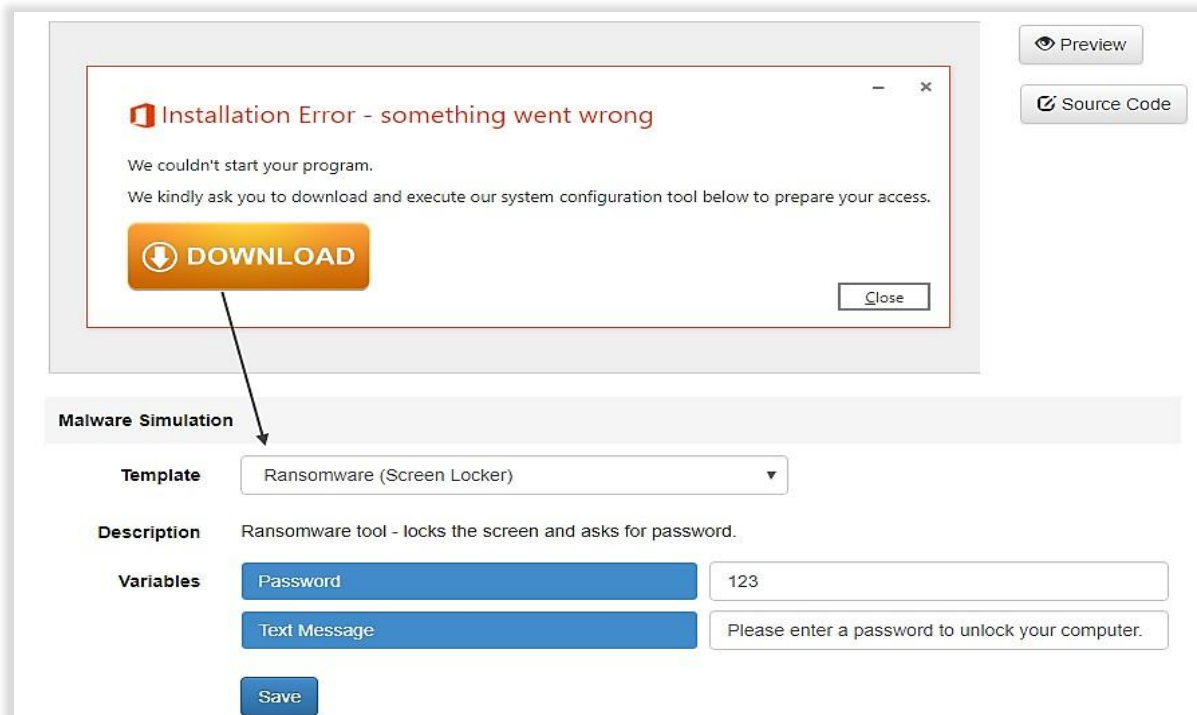 Preview
Source Code
Installation Error - something went wrong
We couldn't start your program.
We kindly ask you to download and execute our system configuration tool below to prepare your access.
DOWNLOAD
Close
Malware Simulation
Template Ransomware (Screen Locker)
Description Ransomware tool - locks the screen and asks for password.
Variables Password 123
Text Message Please enter a password to unlock your computer.
Save